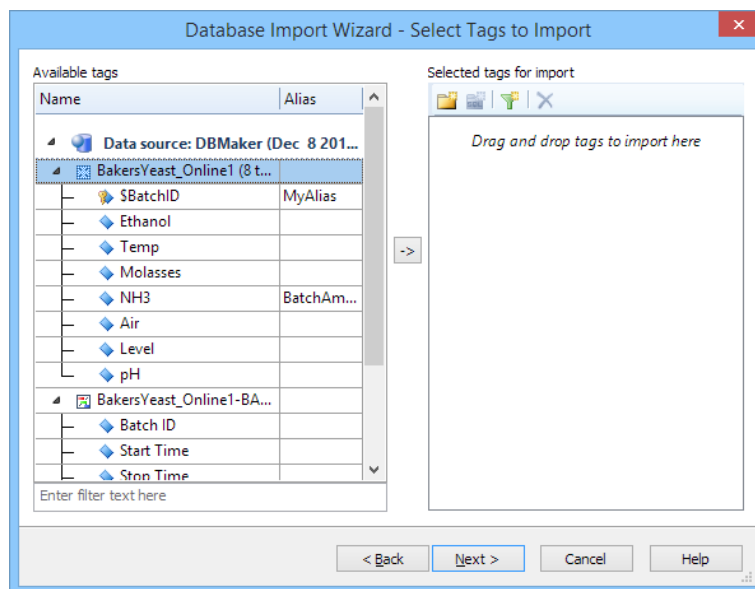 Database Import Wizard - Select Tags to Import
Available tags
Selected tags for import
Name Alias
Data source: DBMaker (Dec 8 201...
Drag and drop tags to import here
BakersYeast_Online1 (8 t...
$BatchID MyAlias
Ethanol
Temp
->
Molasses
NH3 BatchAm...
Air
Level
pH
BakersYeast_Online1-BA...
Batch ID
Start Time
Stop Time
Enter filter text here
< Back Next > Cancel Help